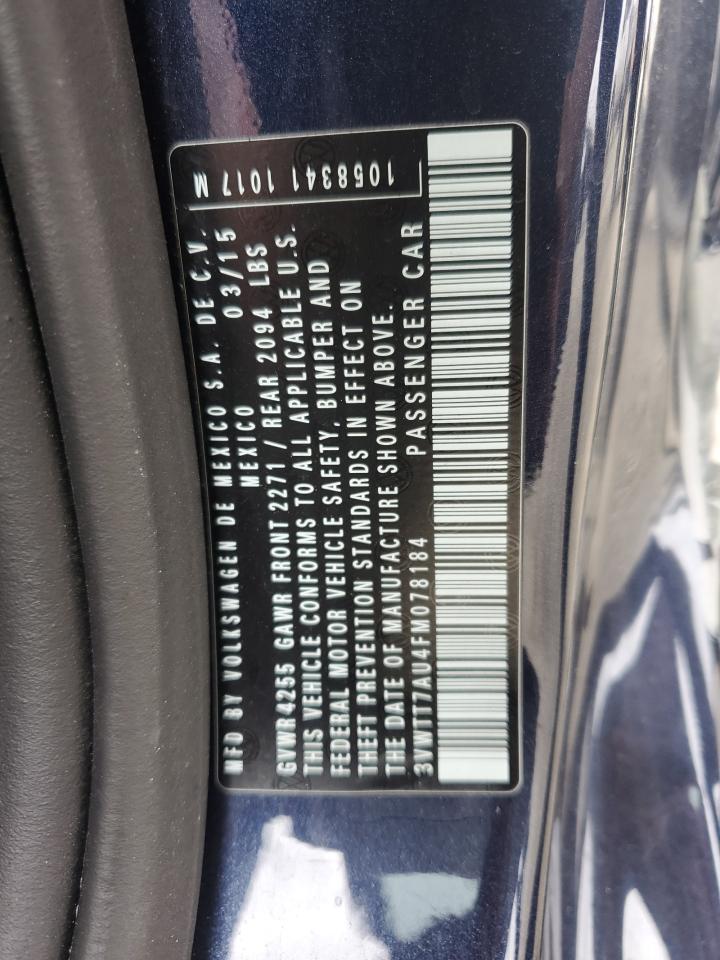 MFD BY VOLKSWAGEN DE MEXICO S.A. DE C.V.
MEXICO 03/15
GVWR 4255 GAWR FRONT 2271 / REAR 2094 LBS
THIS VEHICLE CONFORMS TO ALL APPLICABLE U.S.
FEDERAL MOTOR VEHICLE SAFETY, BUMPER AND
THEFT PREVENTION STANDARDS IN EFFECT ON
THE DATE OF MANUFACTURE SHOWN ABOVE.
3VWTT7AU4FM078184 PASSENGER CAR
1058341 1017 M